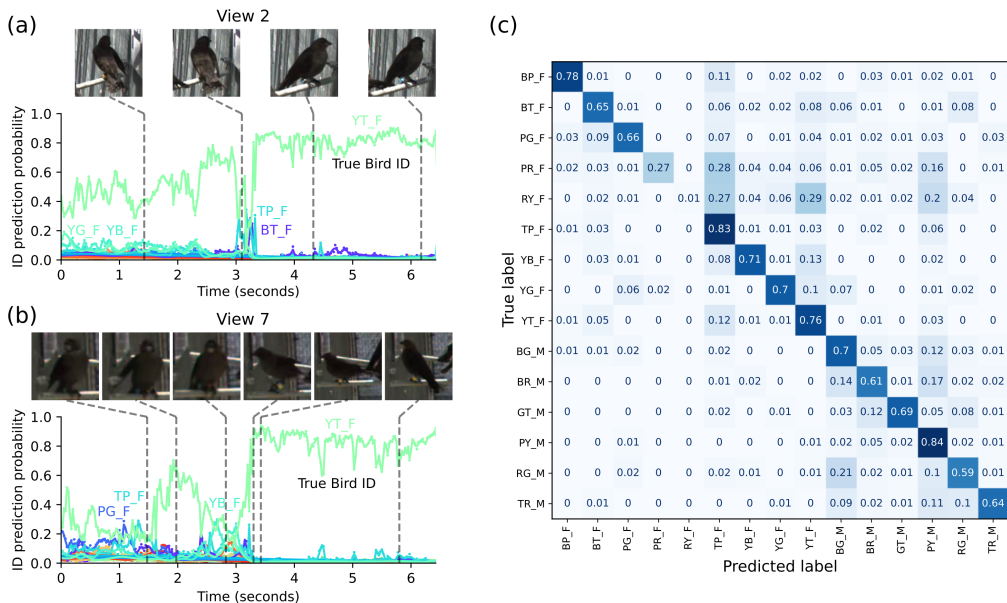 (a)
View 2
ID prediction probability
1.0
0.8
0.6
0.4
0.2
0.0
YT_F
True Bird ID
TP_F
YG_F YB_F
BT_F
0 1 2 3 4 5 6
Time (seconds)
(b)
View 7
ID prediction probability
1.0
0.8
0.6
0.4
0.2
0.0
YT_F
True Bird ID
TP_F
YB_F
PG_F
0 1 2 3 4 5 6
Time (seconds)
(c)
True label
BP_F 0.78 0.01 0 0 0 0.11 0 0.02 0.02 0 0.03 0.01 0.02 0.01 0
BT_F 0 0.65 0.01 0 0 0.06 0.02 0.02 0.08 0.06 0.01 0 0.01 0.08 0
PG_F 0.03 0.09 0.66 0 0 0.07 0 0.01 0.04 0.01 0.02 0.01 0.03 0 0.03
PR_F 0.02 0.03 0.01 0.27 0 0.28 0.04 0.04 0.06 0.01 0.05 0.02 0.16 0 0.01
RY_F 0 0.02 0.01 0 0.01 0.27 0.01 0.06 0.29 0.02 0.01 0.02 0.2 0.04 0
TP_F 0.01 0.03 0 0 0 0.83 0.01 0.01 0.03 0 0.02 0 0.06 0 0
YB_F 0 0.03 0.01 0 0 0.08 0.71 0.01 0.13 0 0 0 0.02 0 0
YG_F 0 0 0.06 0.02 0 0.01 0 0.7 0.1 0.07 0 0 0.01 0.02 0
YT_F 0.01 0.05 0 0 0 0.12 0.01 0 0.76 0 0.01 0 0.03 0 0
BG_M 0.01 0.01 0.02 0 0 0.02 0 0 0 0.7 0.05 0.03 0.12 0.03 0.01
BR_M 0 0 0 0 0 0.01 0.02 0 0 0.14 0.61 0.01 0.17 0.02 0.02
GT_M 0 0 0 0 0 0.02 0 0.01 0 0.03 0.12 0.69 0.05 0.08 0.01
PY_M 0 0 0.01 0 0 0 0 0 0.01 0.02 0.05 0.02 0.84 0.02 0.01
RG_M 0 0 0.02 0 0 0.02 0.01 0 0 0.21 0.02 0.01 0.1 0.59 0.01
TR_M 0 0.01 0 0 0 0 0 0.01 0 0.09 0.02 0.01 0.11 0.1 0.64
BP_F BT_F PG_F PR_F RY_F TP_F YB_F YG_F YT_F BG_M BR_M GT_M PY_M RG_M TR_M
Predicted label